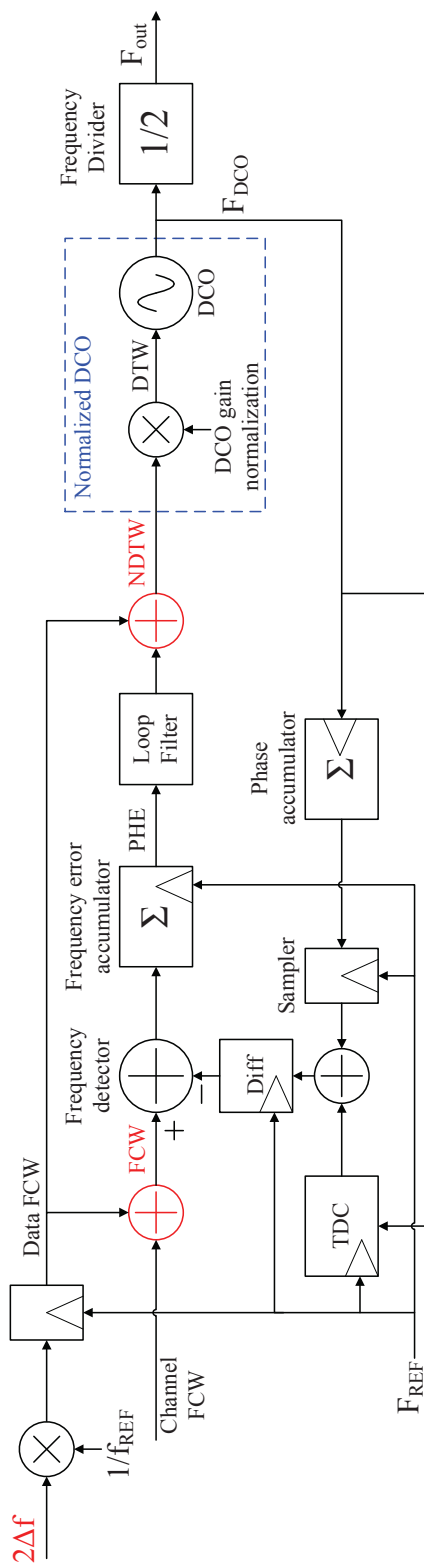 2Δf
1/f_REF
Data FCW
Channel
FCW
FCW
+
−
Frequency
detector
Frequency error
accumulator
Σ
PHE
Loop
Filter
NDTW
Normalized DCO
DCO gain
normalization
DTW
DCO
Frequency
Divider
1/2
F_out
F_DCO
TDC
Diff
Sampler
Phase
accumulator
Σ
F_REF